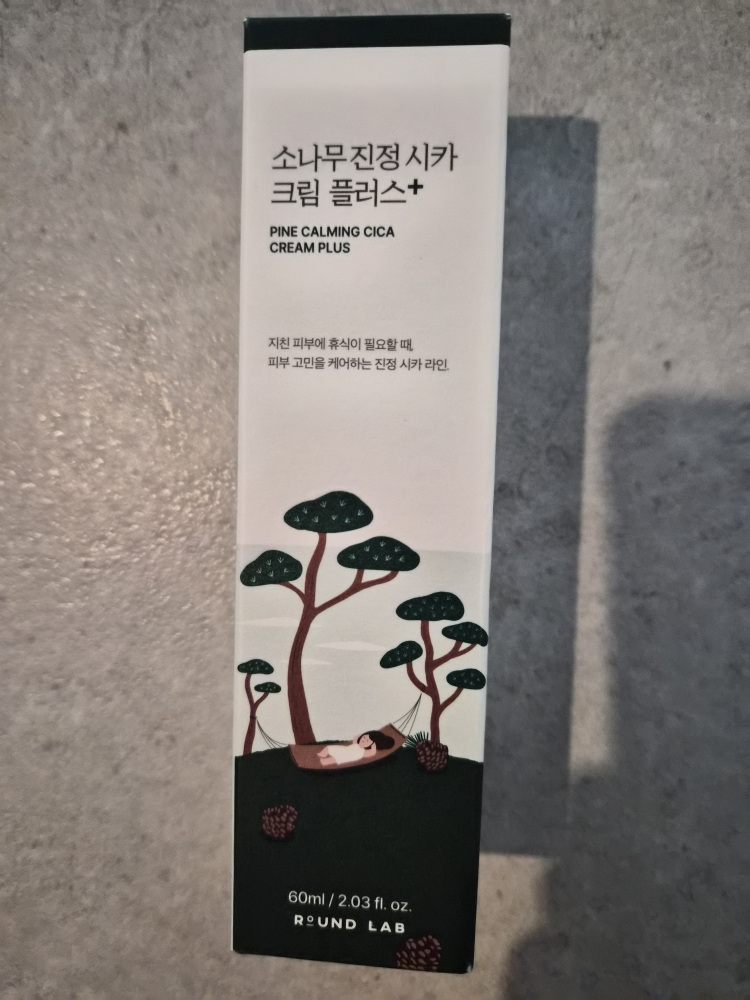 소나무 진정 시카
크림 플러스+
PINE CALMING CICA
CREAM PLUS
지친 피부에 휴식이 필요할 때,
피부 고민을 케어하는 진정 시카 라인.
60ml / 2.03 fl. oz.
ROUND LAB